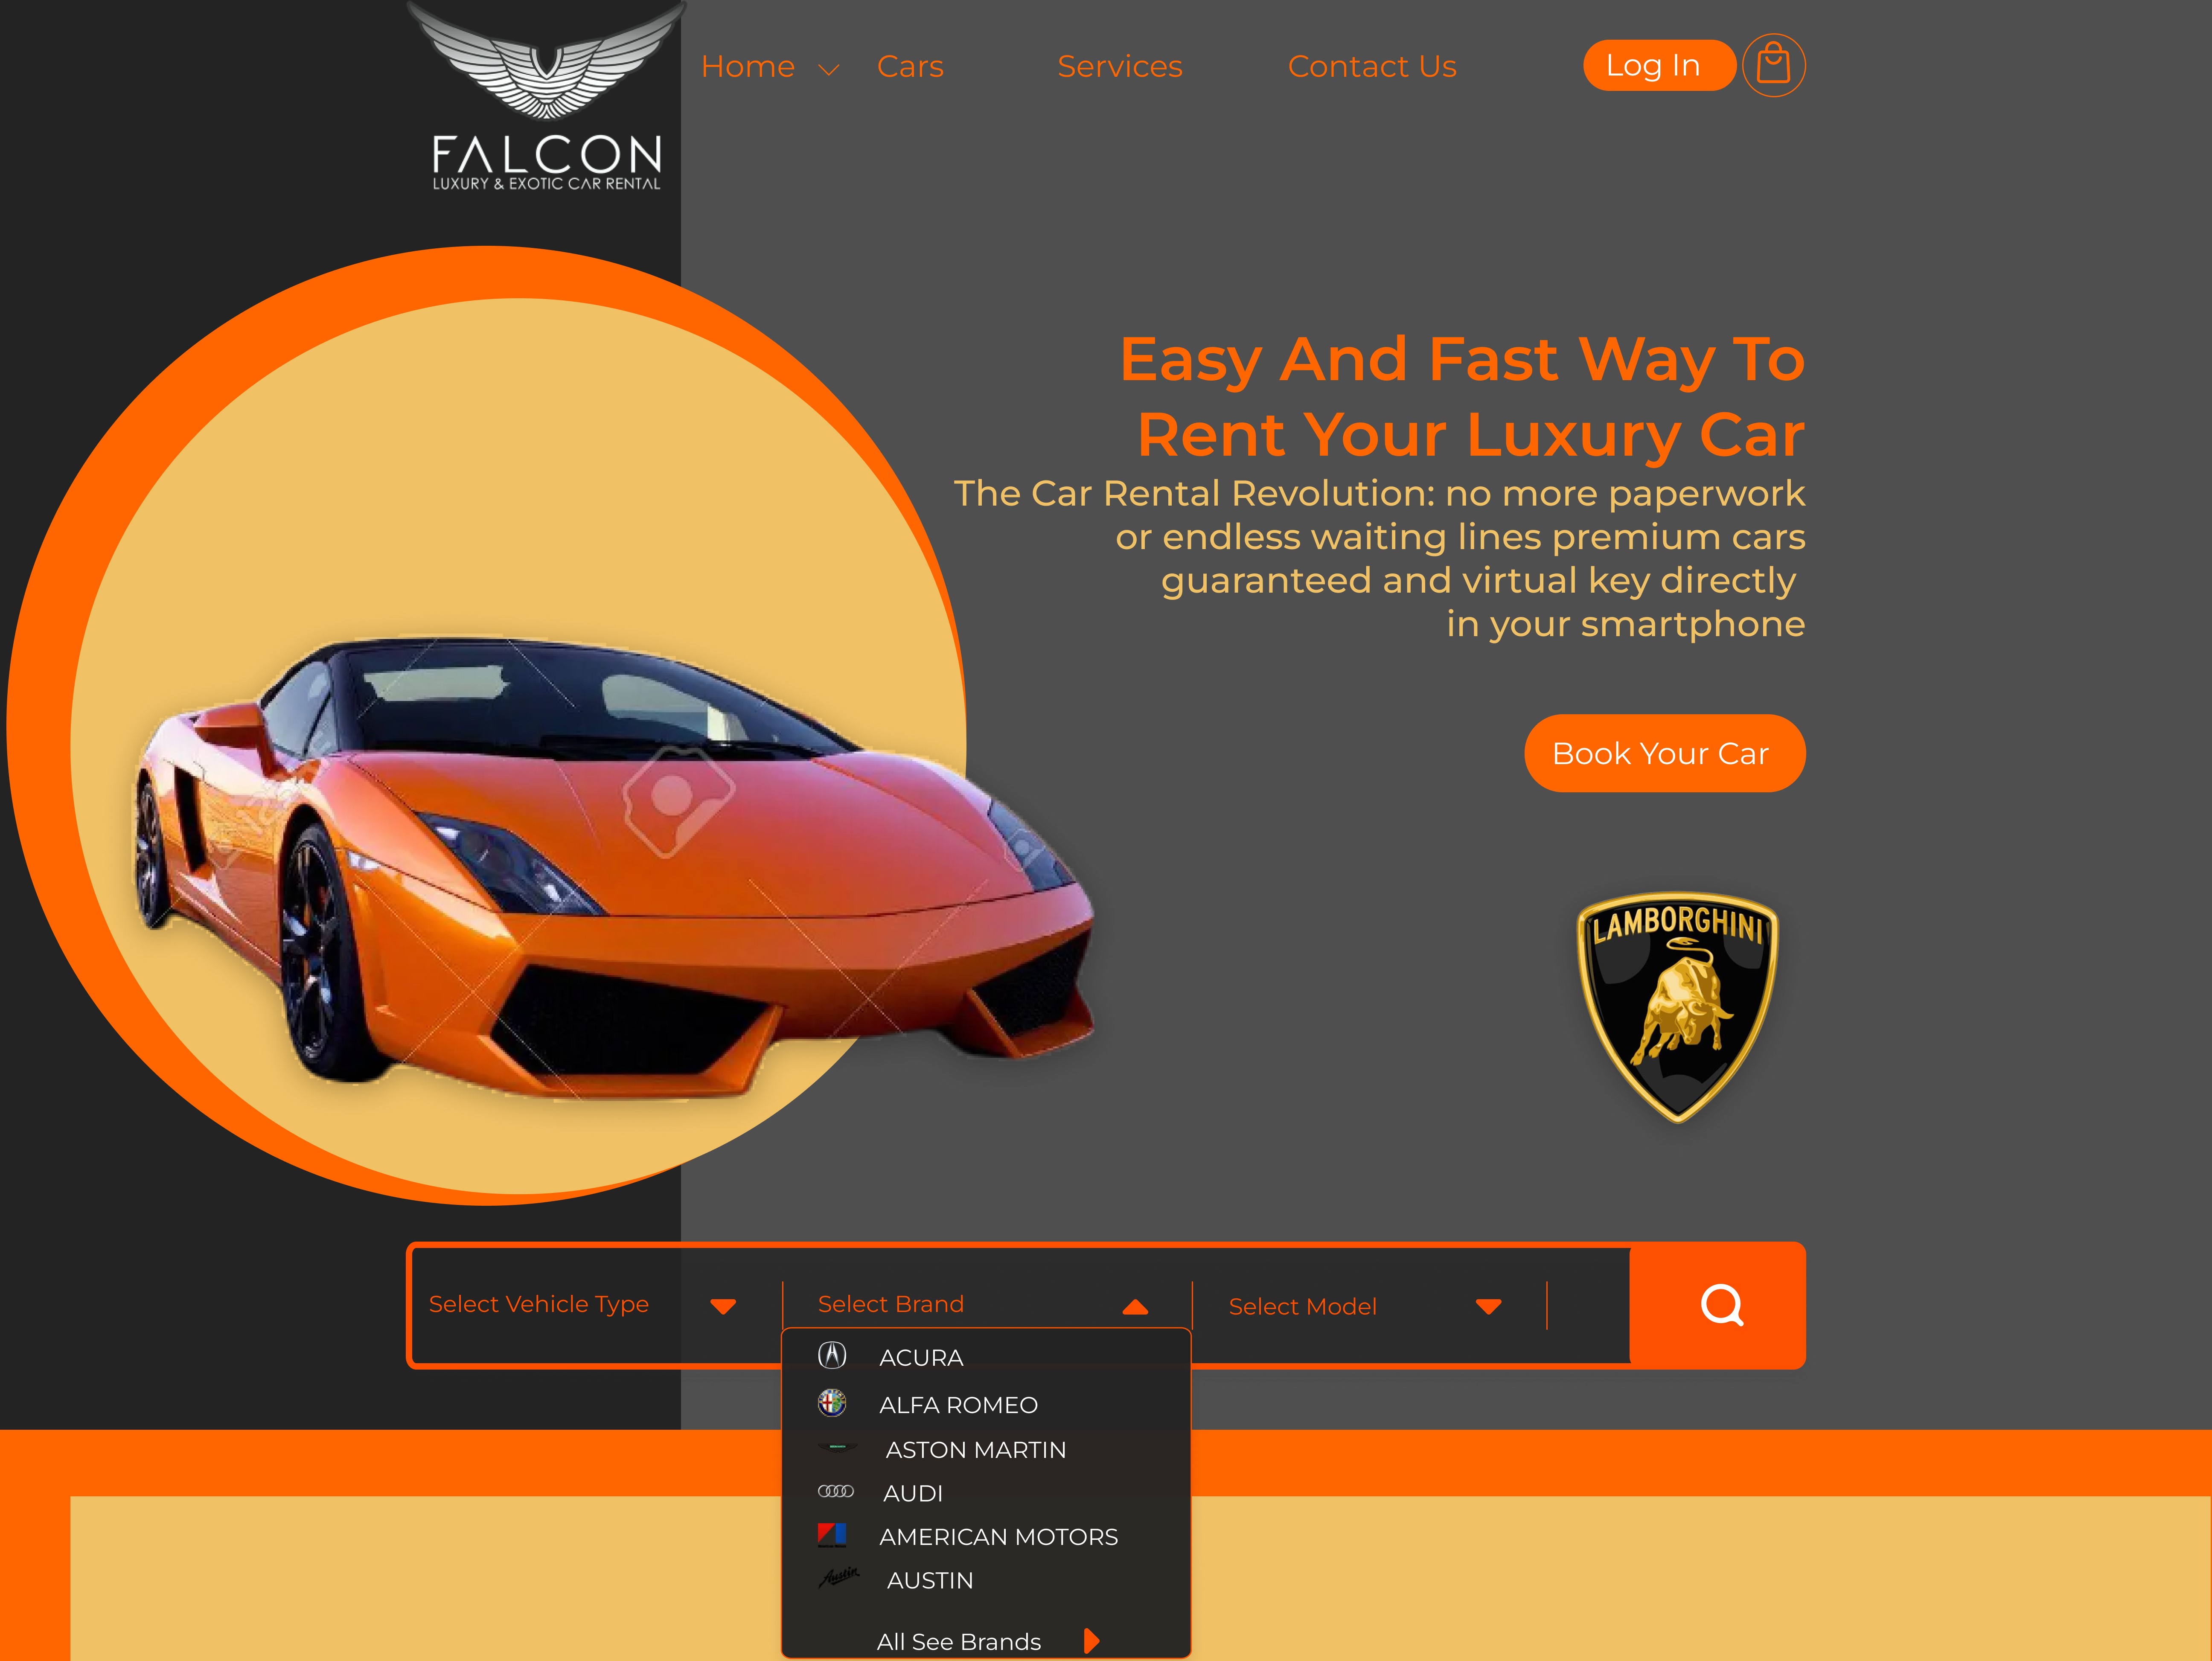 FALCON
LUXURY & EXOTIC CAR RENTAL
Home
Cars
Services
Contact Us
Log In
Easy And Fast Way To
Rent Your Luxury Car
The Car Rental Revolution: no more paperwork
or endless waiting lines premium cars
guaranteed and virtual key directly
in your smartphone
Book Your Car
LAMBORGHINI
Select Vehicle Type
Select Brand
Select Model
ACURA
ALFA ROMEO
ASTON MARTIN
AUDI
AMERICAN MOTORS
Austin
AUSTIN
All See Brands